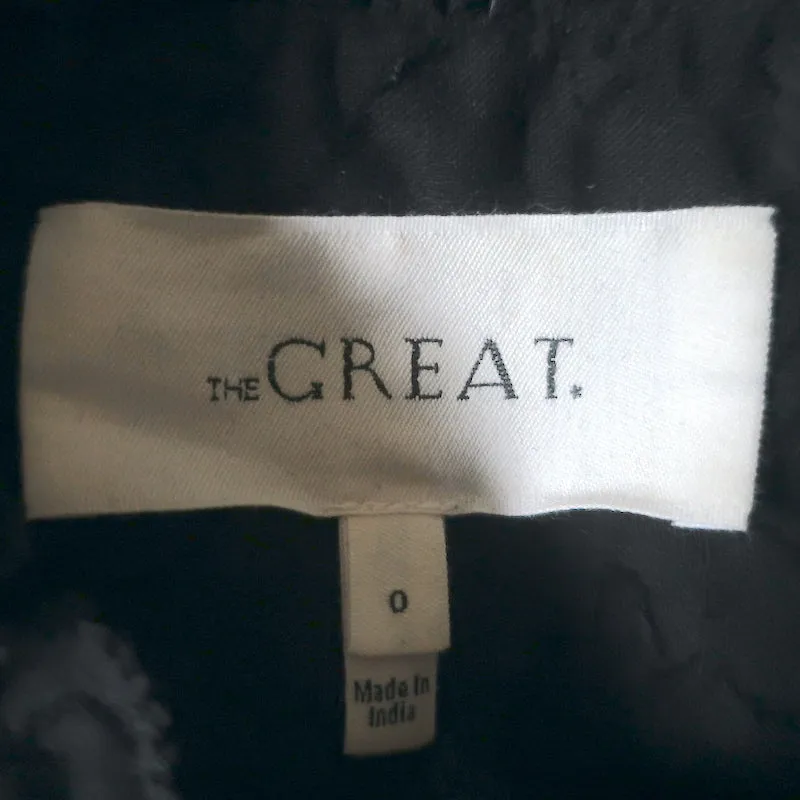 THE GREAT.
0
Made In
India